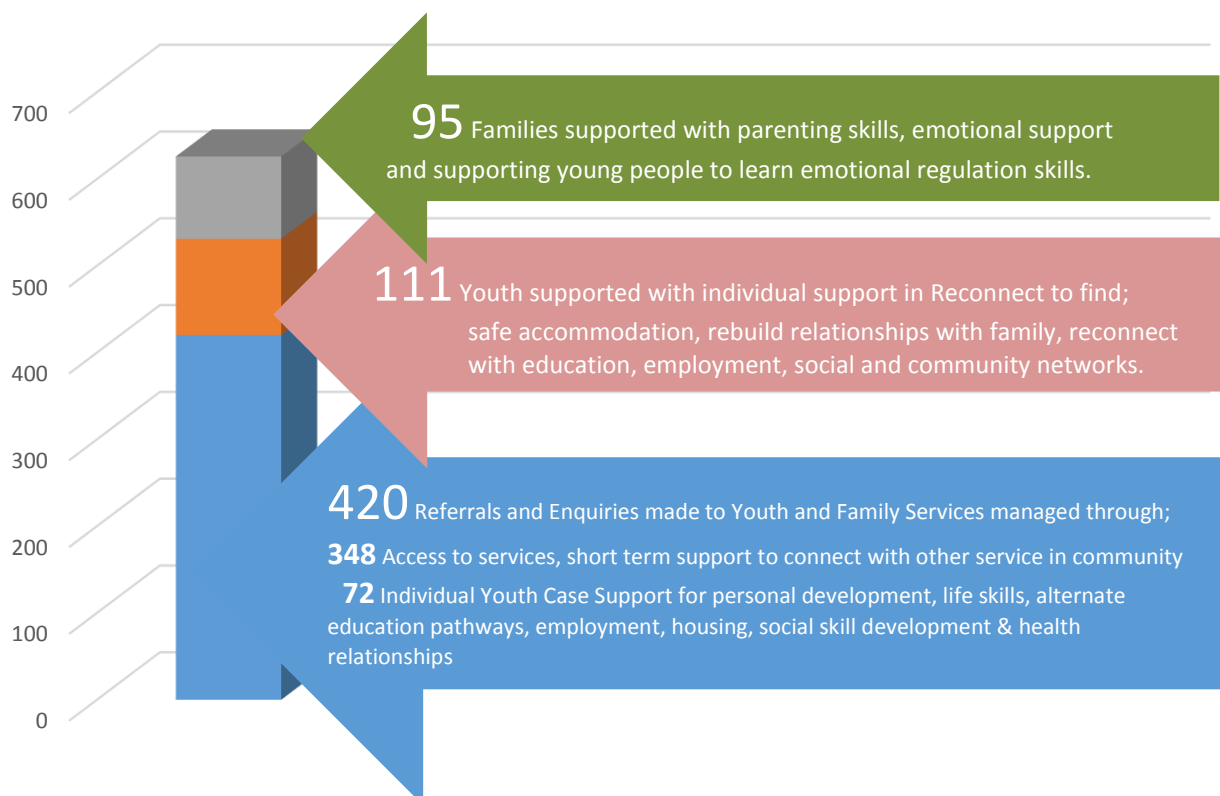 700
600
500
400
300
200
100
0
95 Families supported with parenting skills, emotional support
and supporting young people to learn emotional regulation skills.
111 Youth supported with individual support in Reconnect to find;
safe accommodation, rebuild relationships with family, reconnect
with education, employment, social and community networks.
420 Referrals and Enquiries made to Youth and Family Services managed through;
348 Access to services, short term support to connect with other service in community
72 Individual Youth Case Support for personal development, life skills, alternate
education pathways, employment, housing, social skill development & health
relationships